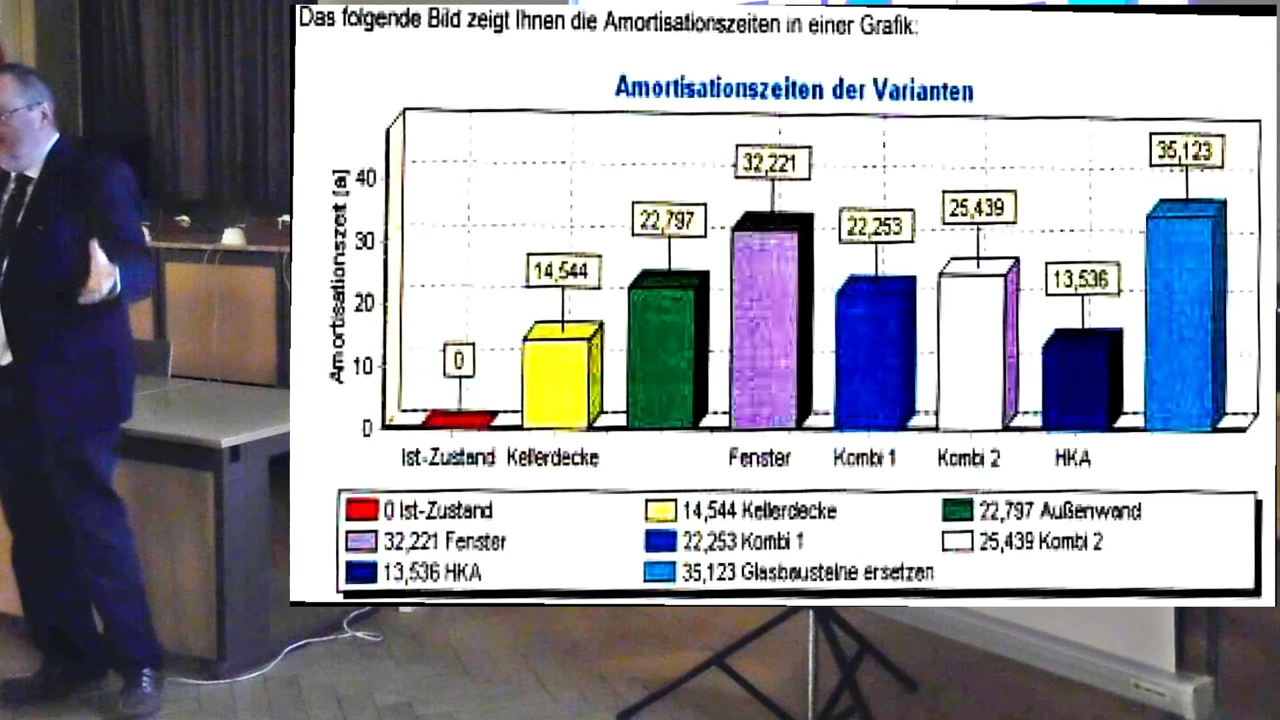 Das folgende Bild zeigt Ihnen die Amortisationszeiten in einer Grafik:
Amortisationszeiten der Varianten
Amortisationszeit [a]
40
30
20
10
0
0
14,544
22,797
32,221
22,253
25,439
13,536
35,123
Ist-Zustand Kellerdecke Fenster Kombi 1 Kombi 2 HKA
0 Ist-Zustand 14,544 Kellerdecke 22,797 Außenwand
32,221 Fenster 22,253 Kombi 1 25,439 Kombi 2
13,536 HKA 35,123 Glasbausteine ersetzen